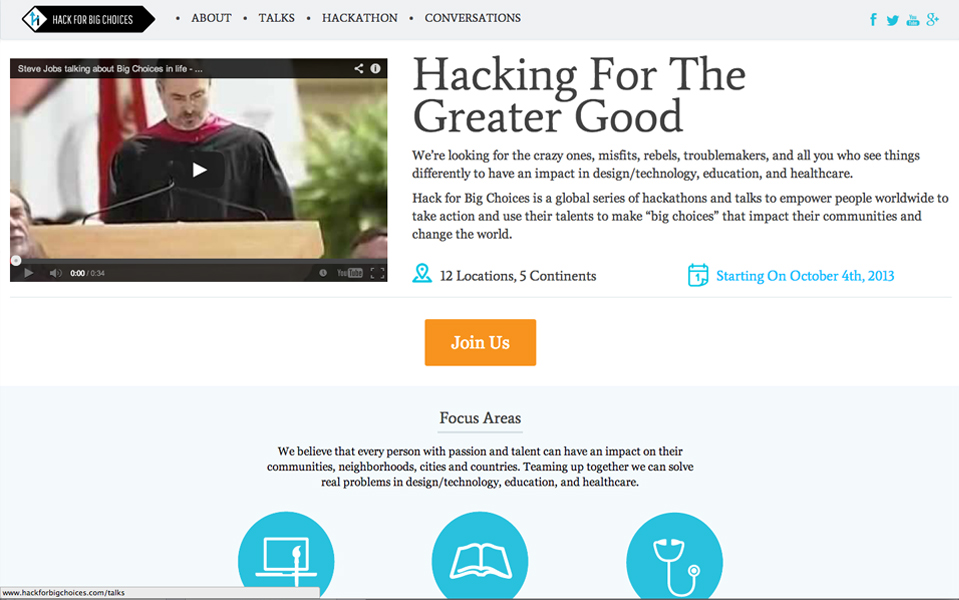 HACK FOR BIG CHOICES
• ABOUT • TALKS • HACKATHON • CONVERSATIONS
Steve Jobs talking about Big Choices in life - ...
Hacking For The
Greater Good
We're looking for the crazy ones, misfits, rebels, troublemakers, and all you who see things
differently to have an impact in design/technology, education, and healthcare.
Hack for Big Choices is a global series of hackathons and talks to empower people worldwide to
take action and use their talents to make “big choices” that impact their communities and
change the world.
0:00 / 0:34
YouTube
12 Locations, 5 Continents
1
Starting On October 4th, 2013
Join Us
Focus Areas
We believe that every person with passion and talent can have an impact on their
communities, neighborhoods, cities and countries. Teaming up together we can solve
real problems in design/technology, education, and healthcare.
www.hackforbigchoices.com/talks